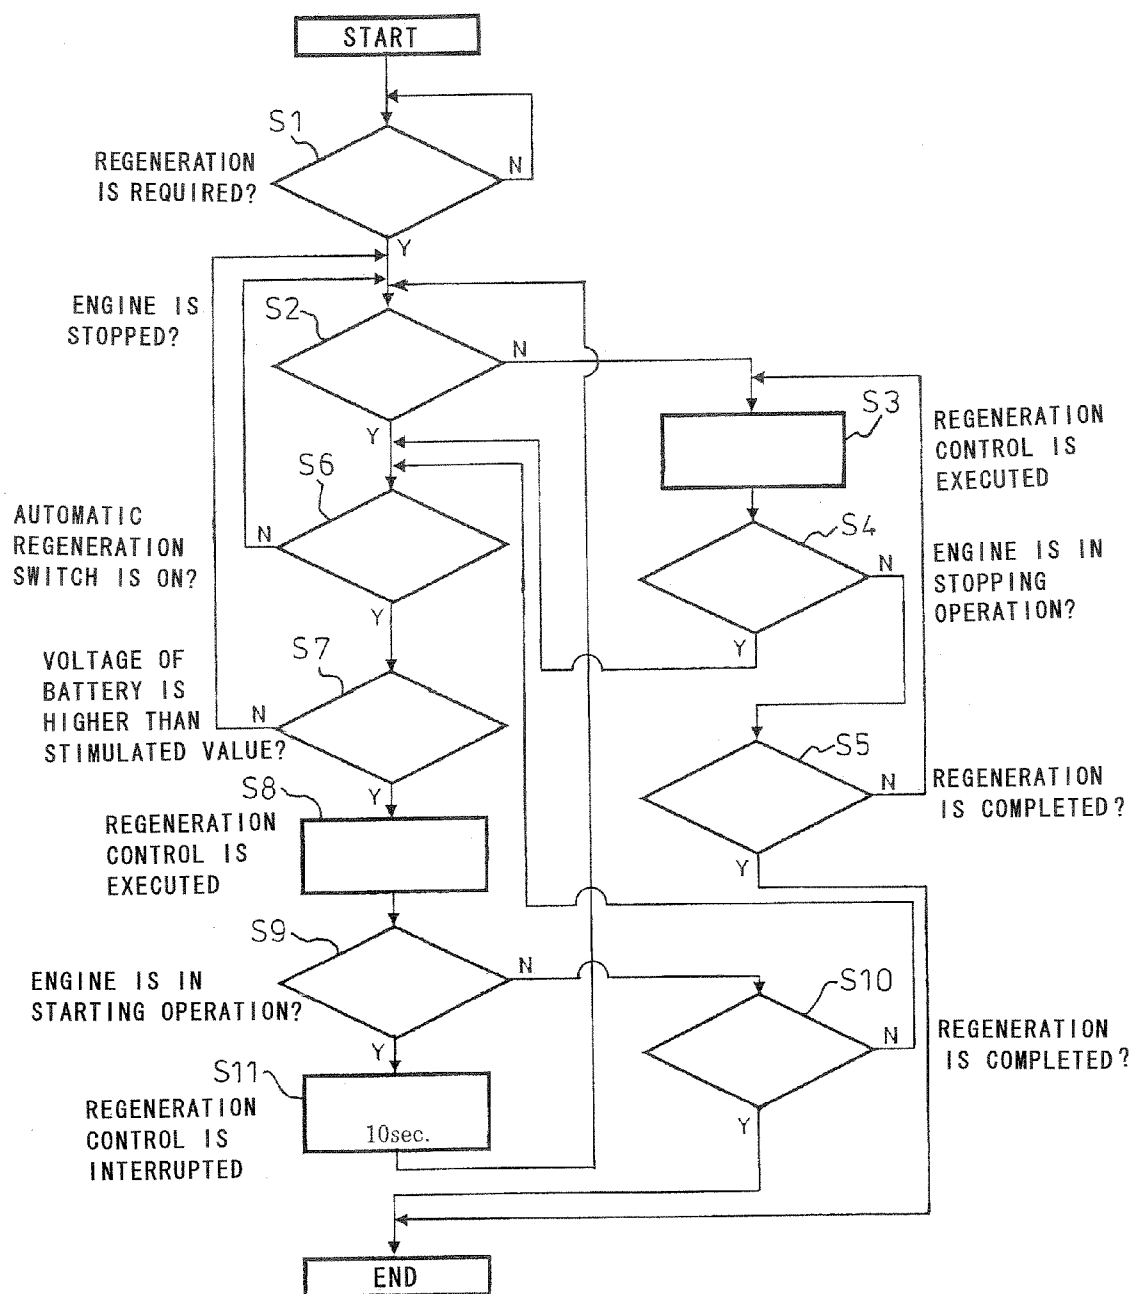 START
S1
REGENERATION
IS REQUIRED?
N
Y
ENGINE IS
STOPPED?
S2
N
Y
S3
REGENERATION
CONTROL IS
EXECUTED
S6
AUTOMATIC
REGENERATION
SWITCH IS ON?
N
Y
S4
N
ENGINE IS IN
STOPPING
OPERATION?
Y
S7
VOLTAGE OF
BATTERY IS
HIGHER THAN
STIMULATED VALUE?
N
Y
S5
N
REGENERATION
IS COMPLETED?
Y
S8
REGENERATION
CONTROL IS
EXECUTED
S9
ENGINE IS IN
STARTING OPERATION?
N
Y
S10
N
REGENERATION
IS COMPLETED?
Y
S11
REGENERATION
CONTROL IS
INTERRUPTED
10sec.
END